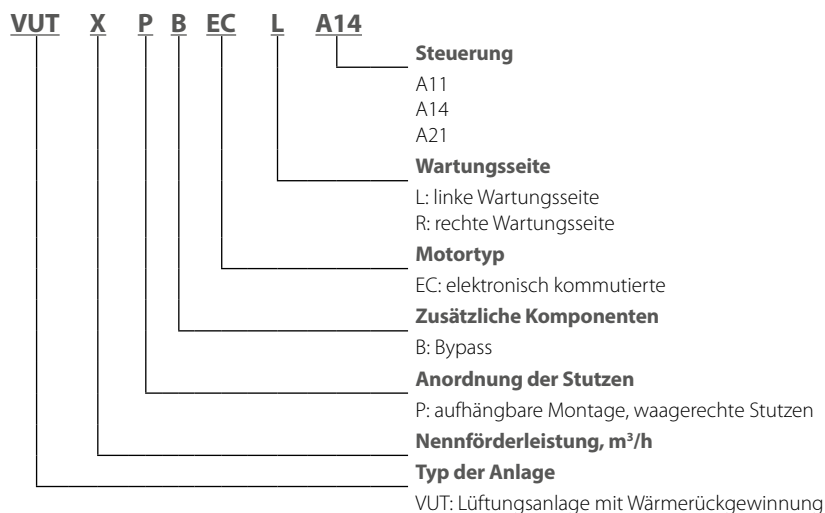 VUT X P B EC L A14
Steuerung
A11
A14
A21
Wartungsseite
L: linke Wartungsseite
R: rechte Wartungsseite
Motortyp
EC: elektronisch kommutierte
Zusätzliche Komponenten
B: Bypass
Anordnung der Stutzen
P: aufhängbare Montage, waagerechte Stutzen
Nennförderleistung, m³/h
Typ der Anlage
VUT: Lüftungsanlage mit Wärmerückgewinnung